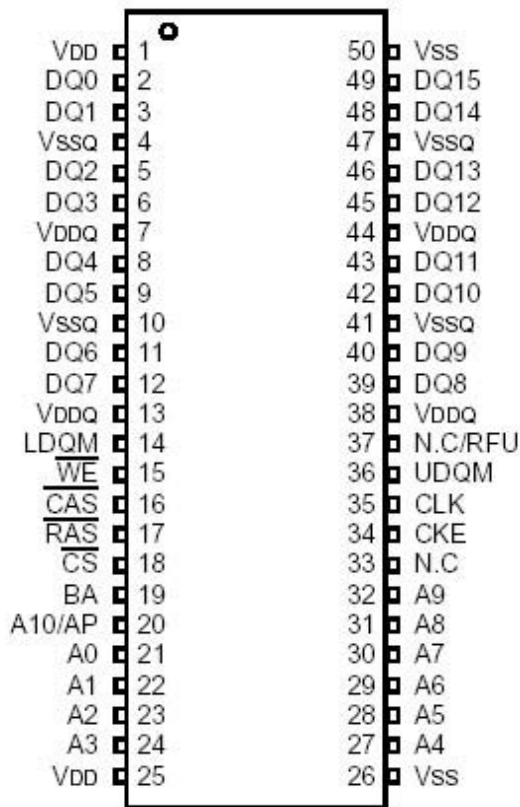 VDD 1 50 VSS
DQ0 2 49 DQ15
DQ1 3 48 DQ14
VSSQ 4 47 VSSQ
DQ2 5 46 DQ13
DQ3 6 45 DQ12
VDDQ 7 44 VDDQ
DQ4 8 43 DQ11
DQ5 9 42 DQ10
VSSQ 10 41 VSSQ
DQ6 11 40 DQ9
DQ7 12 39 DQ8
VDDQ 13 38 VDDQ
LDQM 14 37 N.C/RFU
W̅E̅ 15 36 UDQM
C̅A̅S̅ 16 35 CLK
R̅A̅S̅ 17 34 CKE
C̅S̅ 18 33 N.C
BA 19 32 A9
A10/AP 20 31 A8
A0 21 30 A7
A1 22 29 A6
A2 23 28 A5
A3 24 27 A4
VDD 25 26 VSS